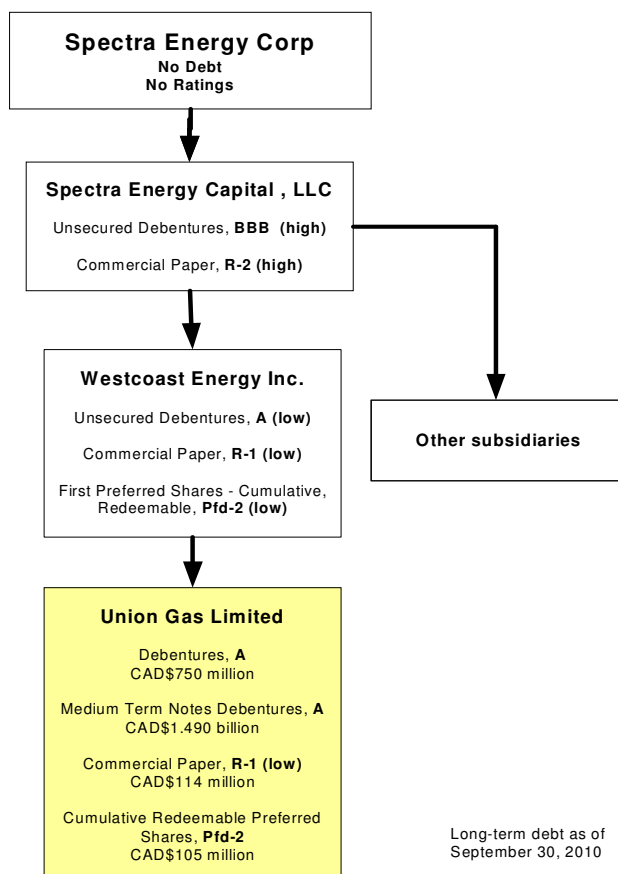 Spectra Energy Corp
No Debt
No Ratings
Spectra Energy Capital , LLC
Unsecured Debentures, BBB (high)
Commercial Paper, R-2 (high)
Westcoast Energy Inc.
Unsecured Debentures, A (low)
Commercial Paper, R-1 (low)
First Preferred Shares - Cumulative,
Redeemable, Pfd-2 (low)
Other subsidiaries
Union Gas Limited
Debentures, A
CAD$750 million
Medium Term Notes Debentures, A
CAD$1.490 billion
Commercial Paper, R-1 (low)
CAD$114 million
Cumulative Redeemable Preferred
Shares, Pfd-2
CAD$105 million
Long-term debt as of
September 30, 2010